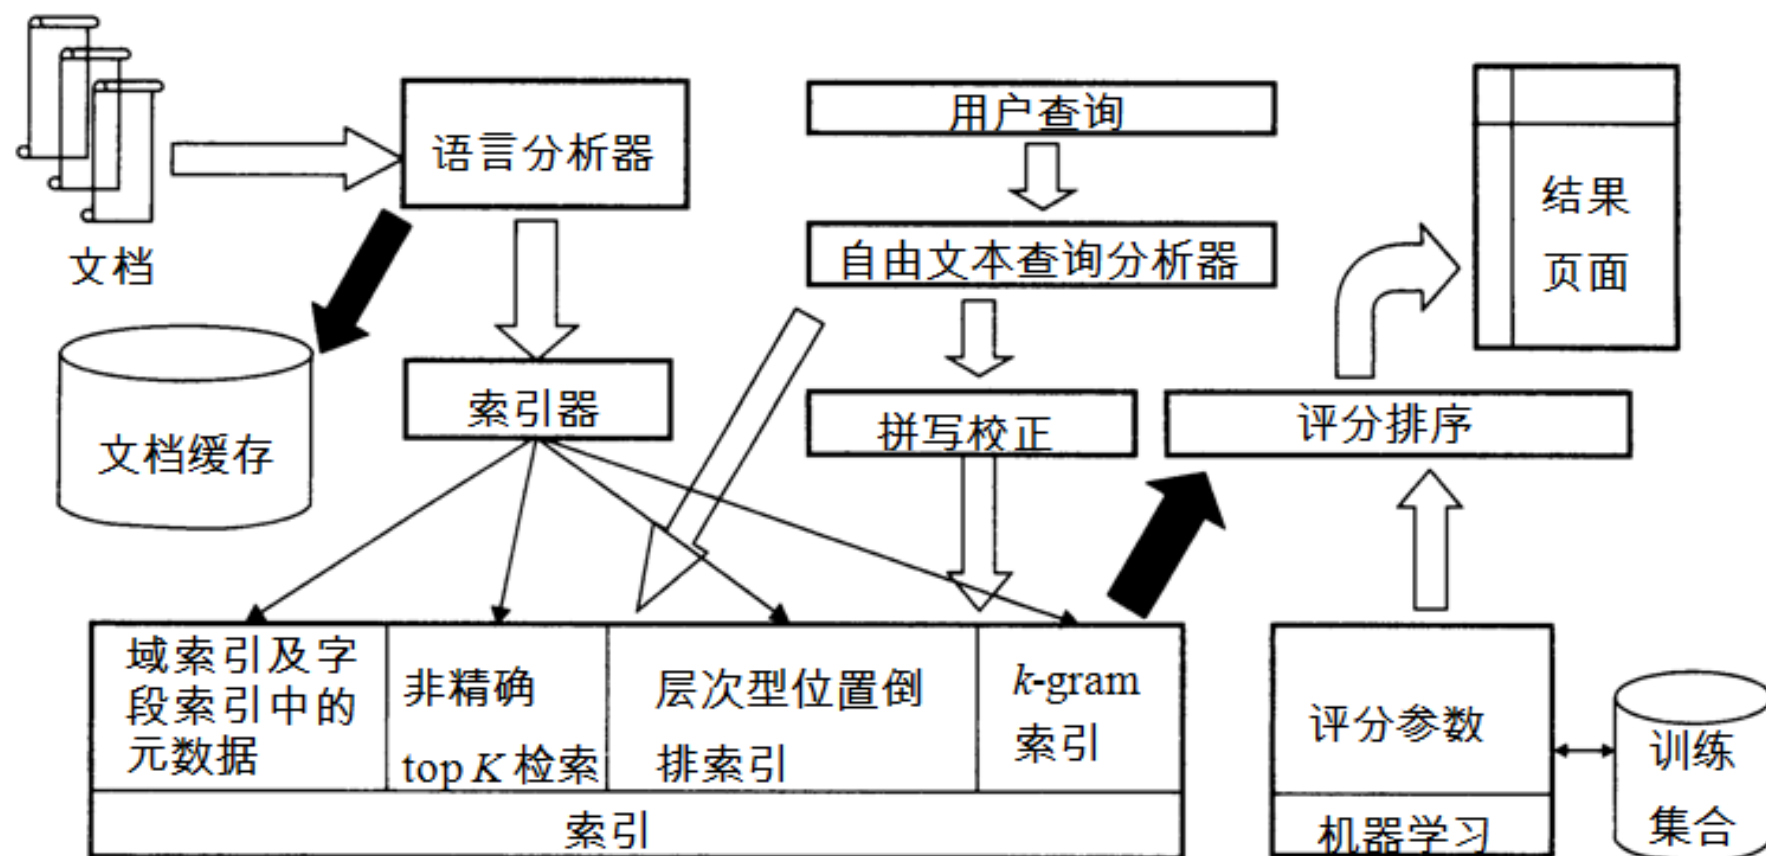 文档
语言分析器
文档缓存
索引器
用户查询
自由文本查询分析器
拼写校正
评分排序
结果
页面
域索引及字
段索引中的
元数据
非精确
top K 检索
层次型位置倒
排索引
k-gram
索引
索引
评分参数
机器学习
训练
集合